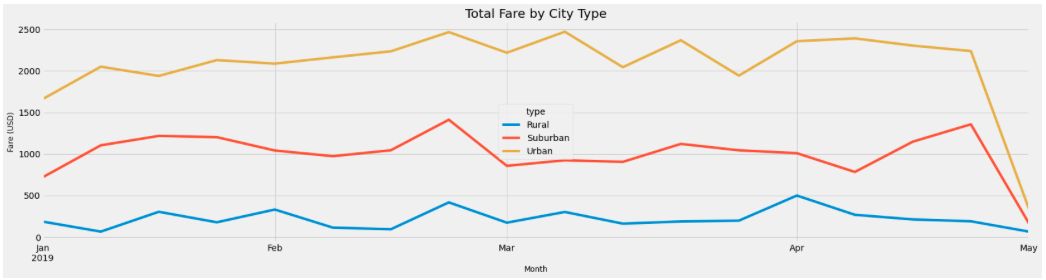 Total Fare by City Type
2500
2000
1500
1000
500
0
Fare (USD)
type
Rural
Suburban
Urban
Jan Feb Mar Apr May
2019
Month